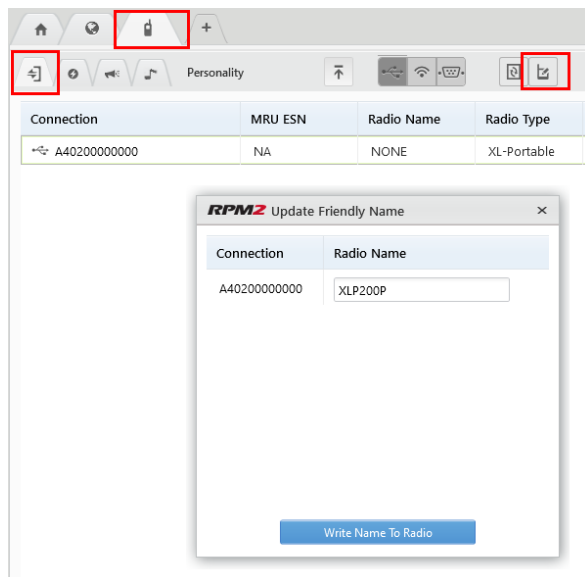 +
Personality
Connection MRU ESN Radio Name Radio Type
A40200000000 NA NONE XL-Portable
RPM2 Update Friendly Name ×
Connection Radio Name
A40200000000 XLP200P
Write Name To Radio